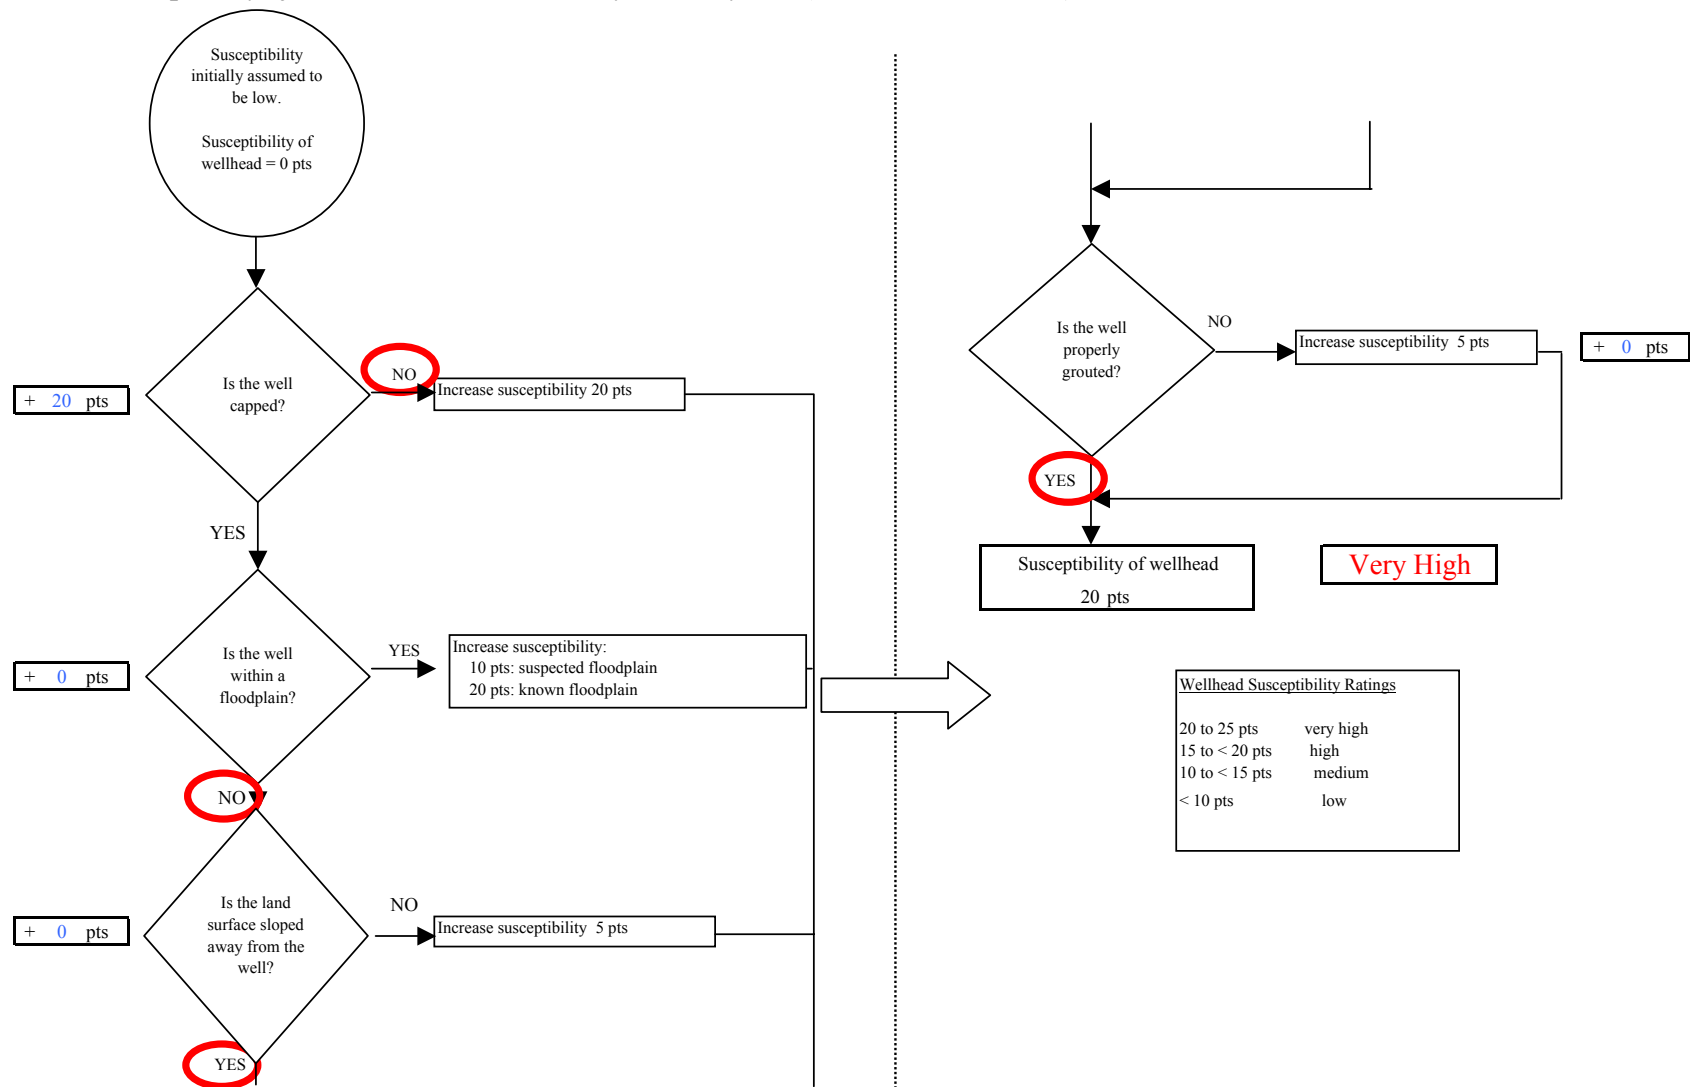 Susceptibility
initially assumed to
be low.
Susceptibility of
wellhead = 0 pts
Is the well
capped?
NO
Increase susceptibility 20 pts
+ 20 pts
YES
Is the well
within a
floodplain?
YES
Increase susceptibility:
10 pts: suspected floodplain
20 pts: known floodplain
+ 0 pts
NO
Is the land
surface sloped
away from the
well?
NO
Increase susceptibility 5 pts
+ 0 pts
YES
Is the well
properly
grouted?
NO
Increase susceptibility 5 pts
+ 0 pts
YES
Susceptibility of wellhead
20 pts
Very High
Wellhead Susceptibility Ratings
20 to 25 pts very high
15 to < 20 pts high
10 to < 15 pts medium
< 10 pts low